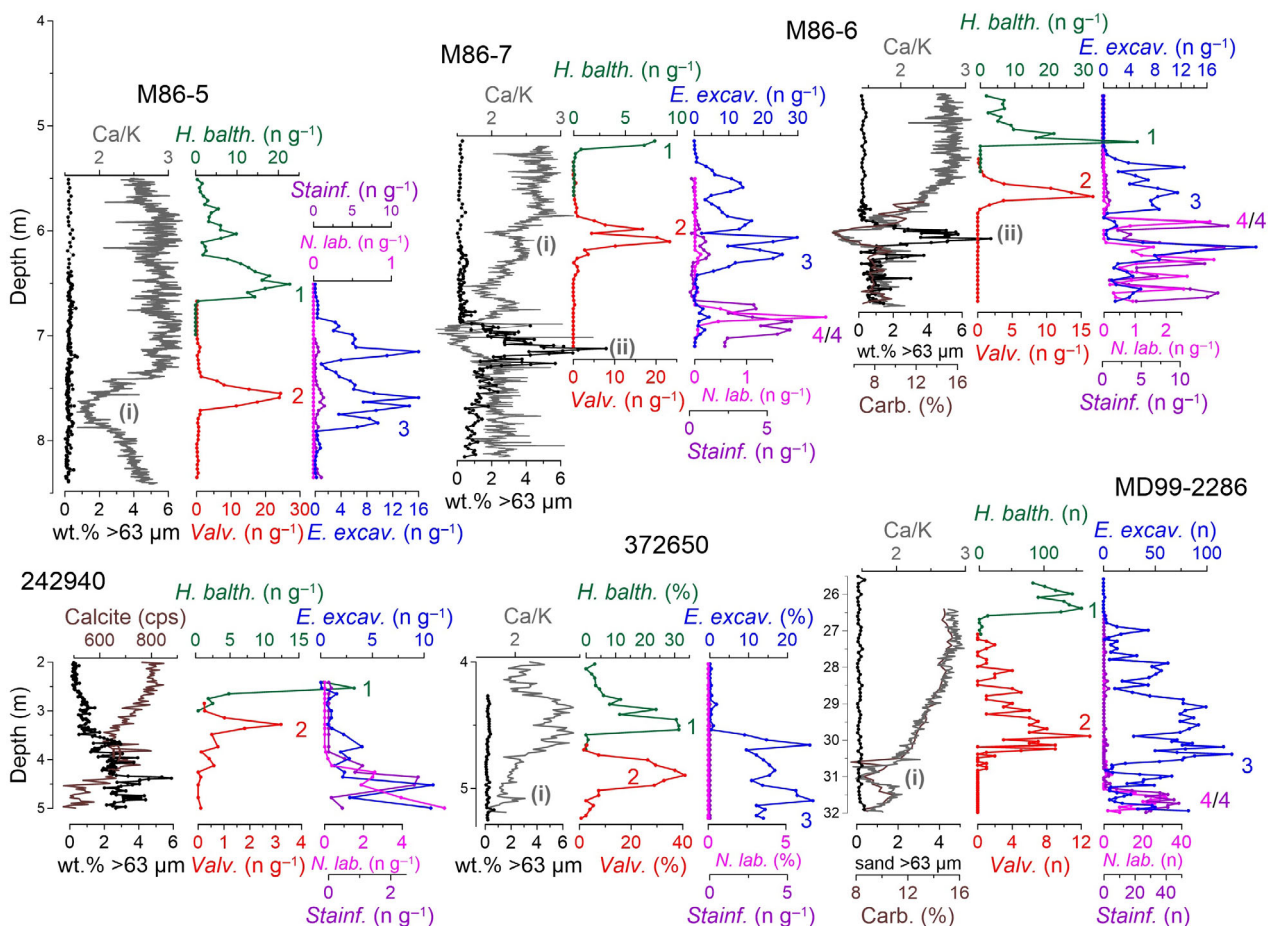 M86-5
Depth (m)
4
5
6
7
8
Ca/K
2 3
H. balth. (n g⁻¹)
0 10 20
Stainf. (n g⁻¹)
0 5 10
N. lab. (n g⁻¹)
0 1
1
2
3
(i)
0 2 4 6
wt.% >63 µm
0 10 20 30
Valv. (n g⁻¹)
0 4 8 12 16
E. excav. (n g⁻¹)
M86-7
Ca/K
2 3
H. balth. (n g⁻¹)
0 5 10
E. excav. (n g⁻¹)
0 10 20 30
1
2
3
4/4
(i)
(ii)
0 2 4 6
wt.% >63 µm
0 10 20
Valv. (n g⁻¹)
0 1
N. lab. (n g⁻¹)
0 5
Stainf. (n g⁻¹)
M86-6
Ca/K
2 3
H. balth. (n g⁻¹)
0 10 20 30
E. excav. (n g⁻¹)
0 4 8 12 16
1
2
3
4/4
(ii)
0 2 4 6
wt.% >63 µm
8 12 16
Carb. (%)
0 5 10 15
Valv. (n g⁻¹)
0 1 2
N. lab. (n g⁻¹)
0 5 10
Stainf. (n g⁻¹)
242940
Depth (m)
2
3
4
5
Calcite (cps)
600 800
H. balth. (n g⁻¹)
0 5 10 15
E. excav. (n g⁻¹)
0 5 10
1
2
0 2 4 6
wt.% >63 µm
0 1 2 3 4
Valv. (n g⁻¹)
0 2 4
N. lab. (n g⁻¹)
0 2
Stainf. (n g⁻¹)
372650
4
5
Ca/K
2
H. balth. (%)
0 10 20 30
E. excav. (%)
0 10 20
1
2
3
(i)
0 2 4 6
wt.% >63 µm
0 10 20 30 40
Valv. (%)
0 2 4
N. lab. (%)
0 5
Stainf. (n g⁻¹)
MD99-2286
26
27
28
29
30
31
32
Ca/K
2 3
H. balth. (n)
0 100
E. excav. (n)
0 50 100
1
2
3
4/4
(i)
0 2 4 6
sand >63 µm
8 12 16
Carb. (%)
0 4 8 12
Valv. (n)
0 20 40
N. lab. (n)
0 20 40
Stainf. (n)